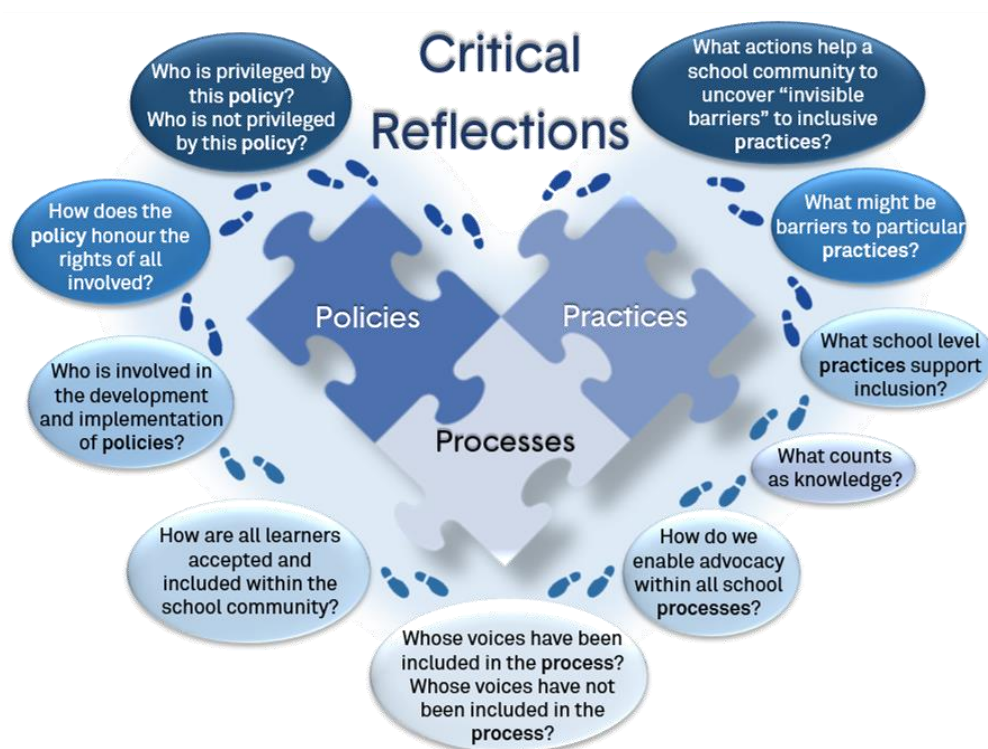 Critical
Reflections
Who is privileged by
this policy?
Who is not privileged
by this policy?
What actions help a
school community to
uncover “invisible
barriers” to inclusive
practices?
How does the
policy honour the
rights of all
involved?
What might be
barriers to particular
practices?
Policies
Practices
Processes
Who is involved in
the development
and implementation
of policies?
What school level
practices support
inclusion?
What counts
as knowledge?
How are all learners
accepted and
included within the
school community?
How do we
enable advocacy
within all school
processes?
Whose voices have been
included in the process?
Whose voices have not
been included in the
process?